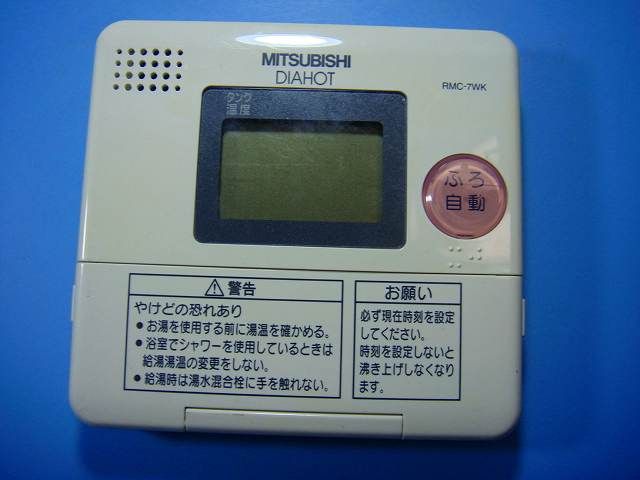 MITSUBISHI
DIAHOT
RMC-7WK
タンク
温度
ふろ
自動
⚠警告
やけどの恐れあり
●お湯を使用する前に湯温を確かめる。
●浴室でシャワーを使用しているときは
給湯湯温の変更をしない。
●給湯時は湯水混合栓に手を触れない。
お願い
必ず現在時刻を設定
してください。
時刻を設定しないと
沸き上げしなくなり
ます。